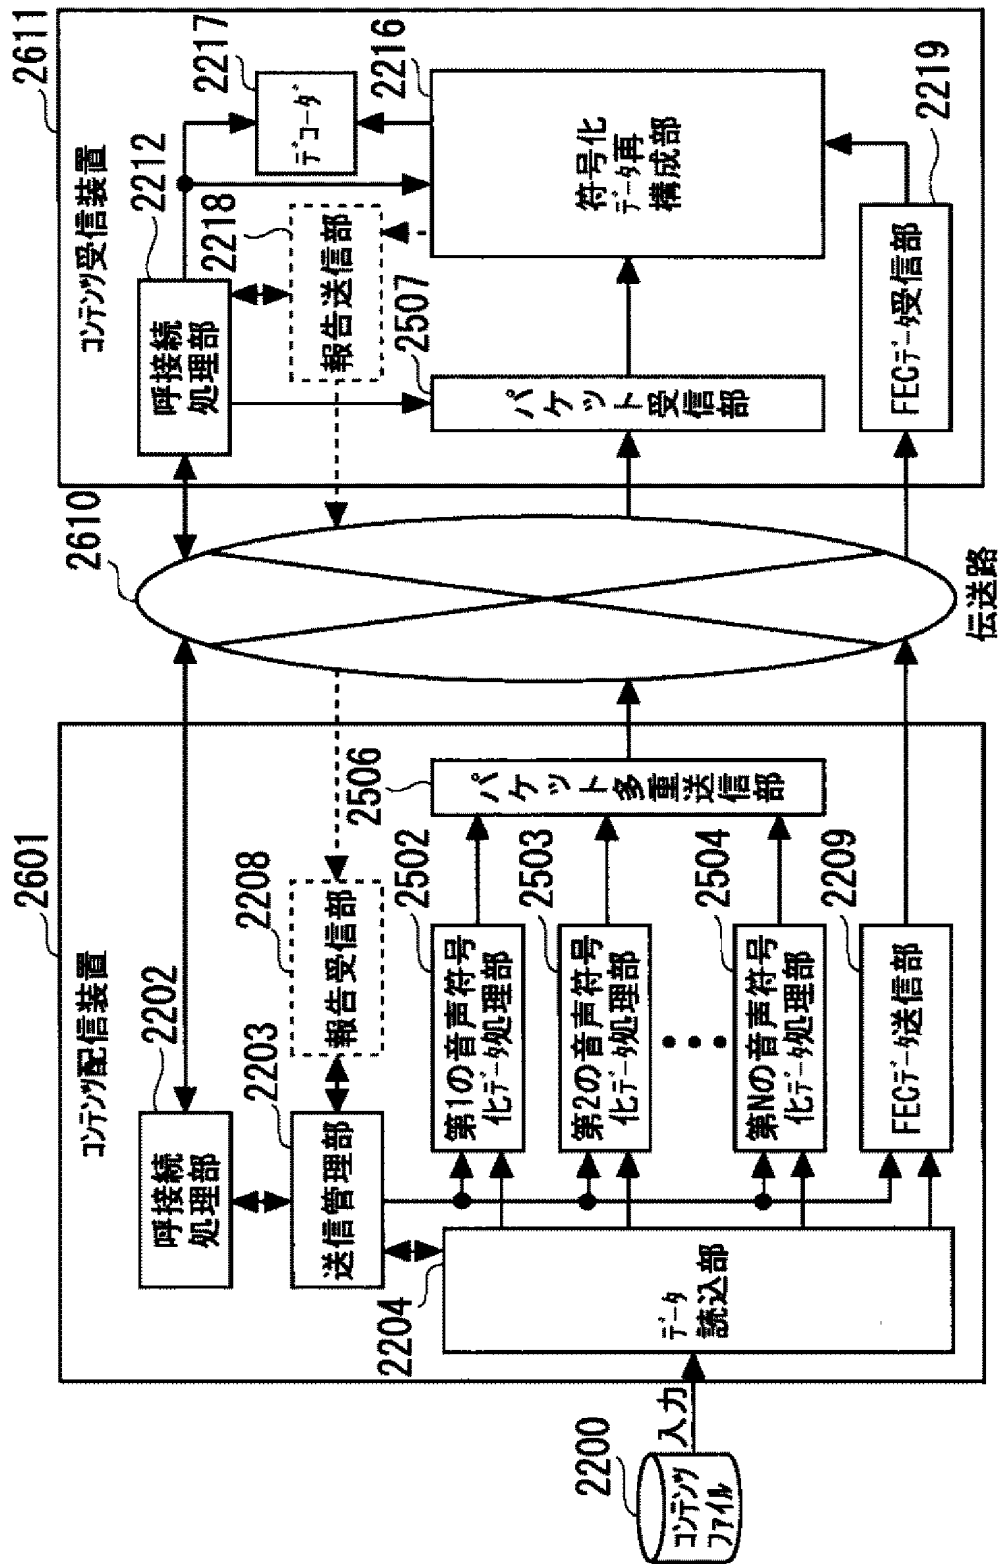 2601
コンテンツ配信装置
2202
呼接続
処理部
2203
送信管理部
2208
報告受信部
2204
データ
読込部
2200
コンテンツ
ファイル
入力
2502
第1の音声符号
化データ処理部
2503
第2の音声符号
化データ処理部
2504
第Nの音声符号
化データ処理部
2209
FECデータ送信部
2506
パケット多重送信部
2610
伝送路
2611
コンテンツ受信装置
2212
呼接続
処理部
2218
報告送信部
2217
デコーダ
2507
パケット受信部
2216
符号化
データ再
構成部
2219
FECデータ受信部